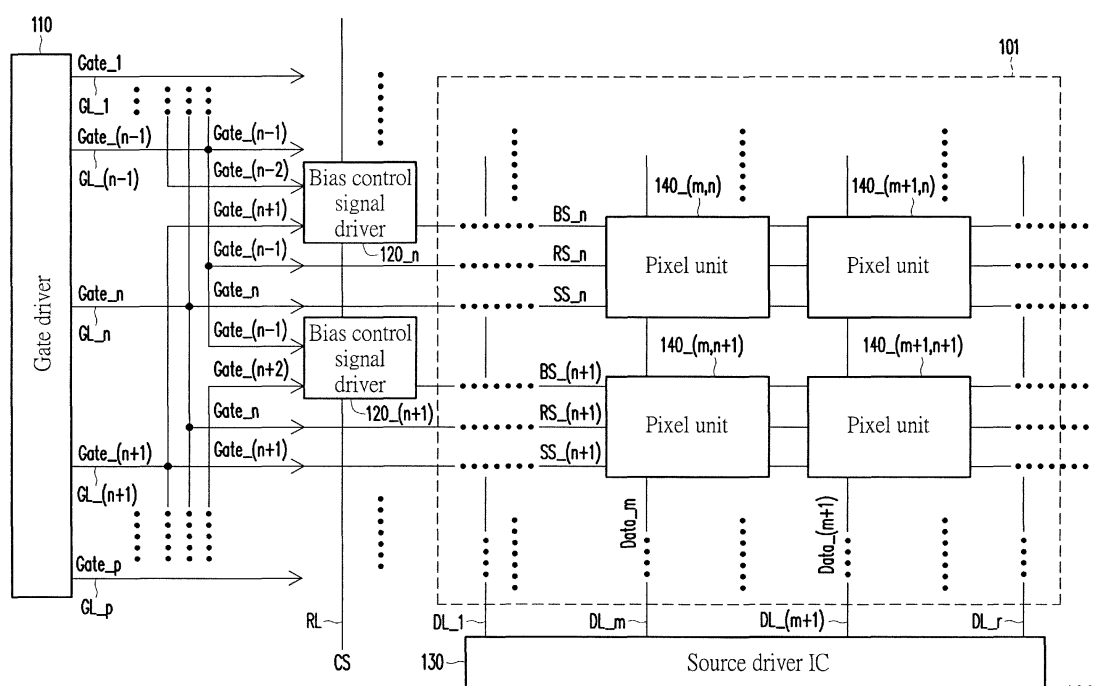 110
Gate_1
GL_1
101
Gate_(n-1)
Gate_(n-1)
GL_(n-1)
Gate_(n-2)
Gate_(n+1)
Bias control
signal
driver
120_n
140_(m,n)
140_(m+1,n)
BS_n
Gate_(n-1)
RS_n
Pixel unit
Pixel unit
Gate driver
Gate_n
Gate_n
SS_n
GL_n
Gate_(n-1)
Gate_(n+2)
Bias control
signal
driver
120_(n+1)
140_(m,n+1)
140_(m+1,n+1)
BS_(n+1)
Gate_n
RS_(n+1)
Pixel unit
Pixel unit
Gate_(n+1)
Gate_(n+1)
SS_(n+1)
GL_(n+1)
Data_m
Data_(m+1)
Gate_p
GL_p
RL
DL_1
DL_m
DL_(m+1)
DL_r
CS
130
Source driver IC